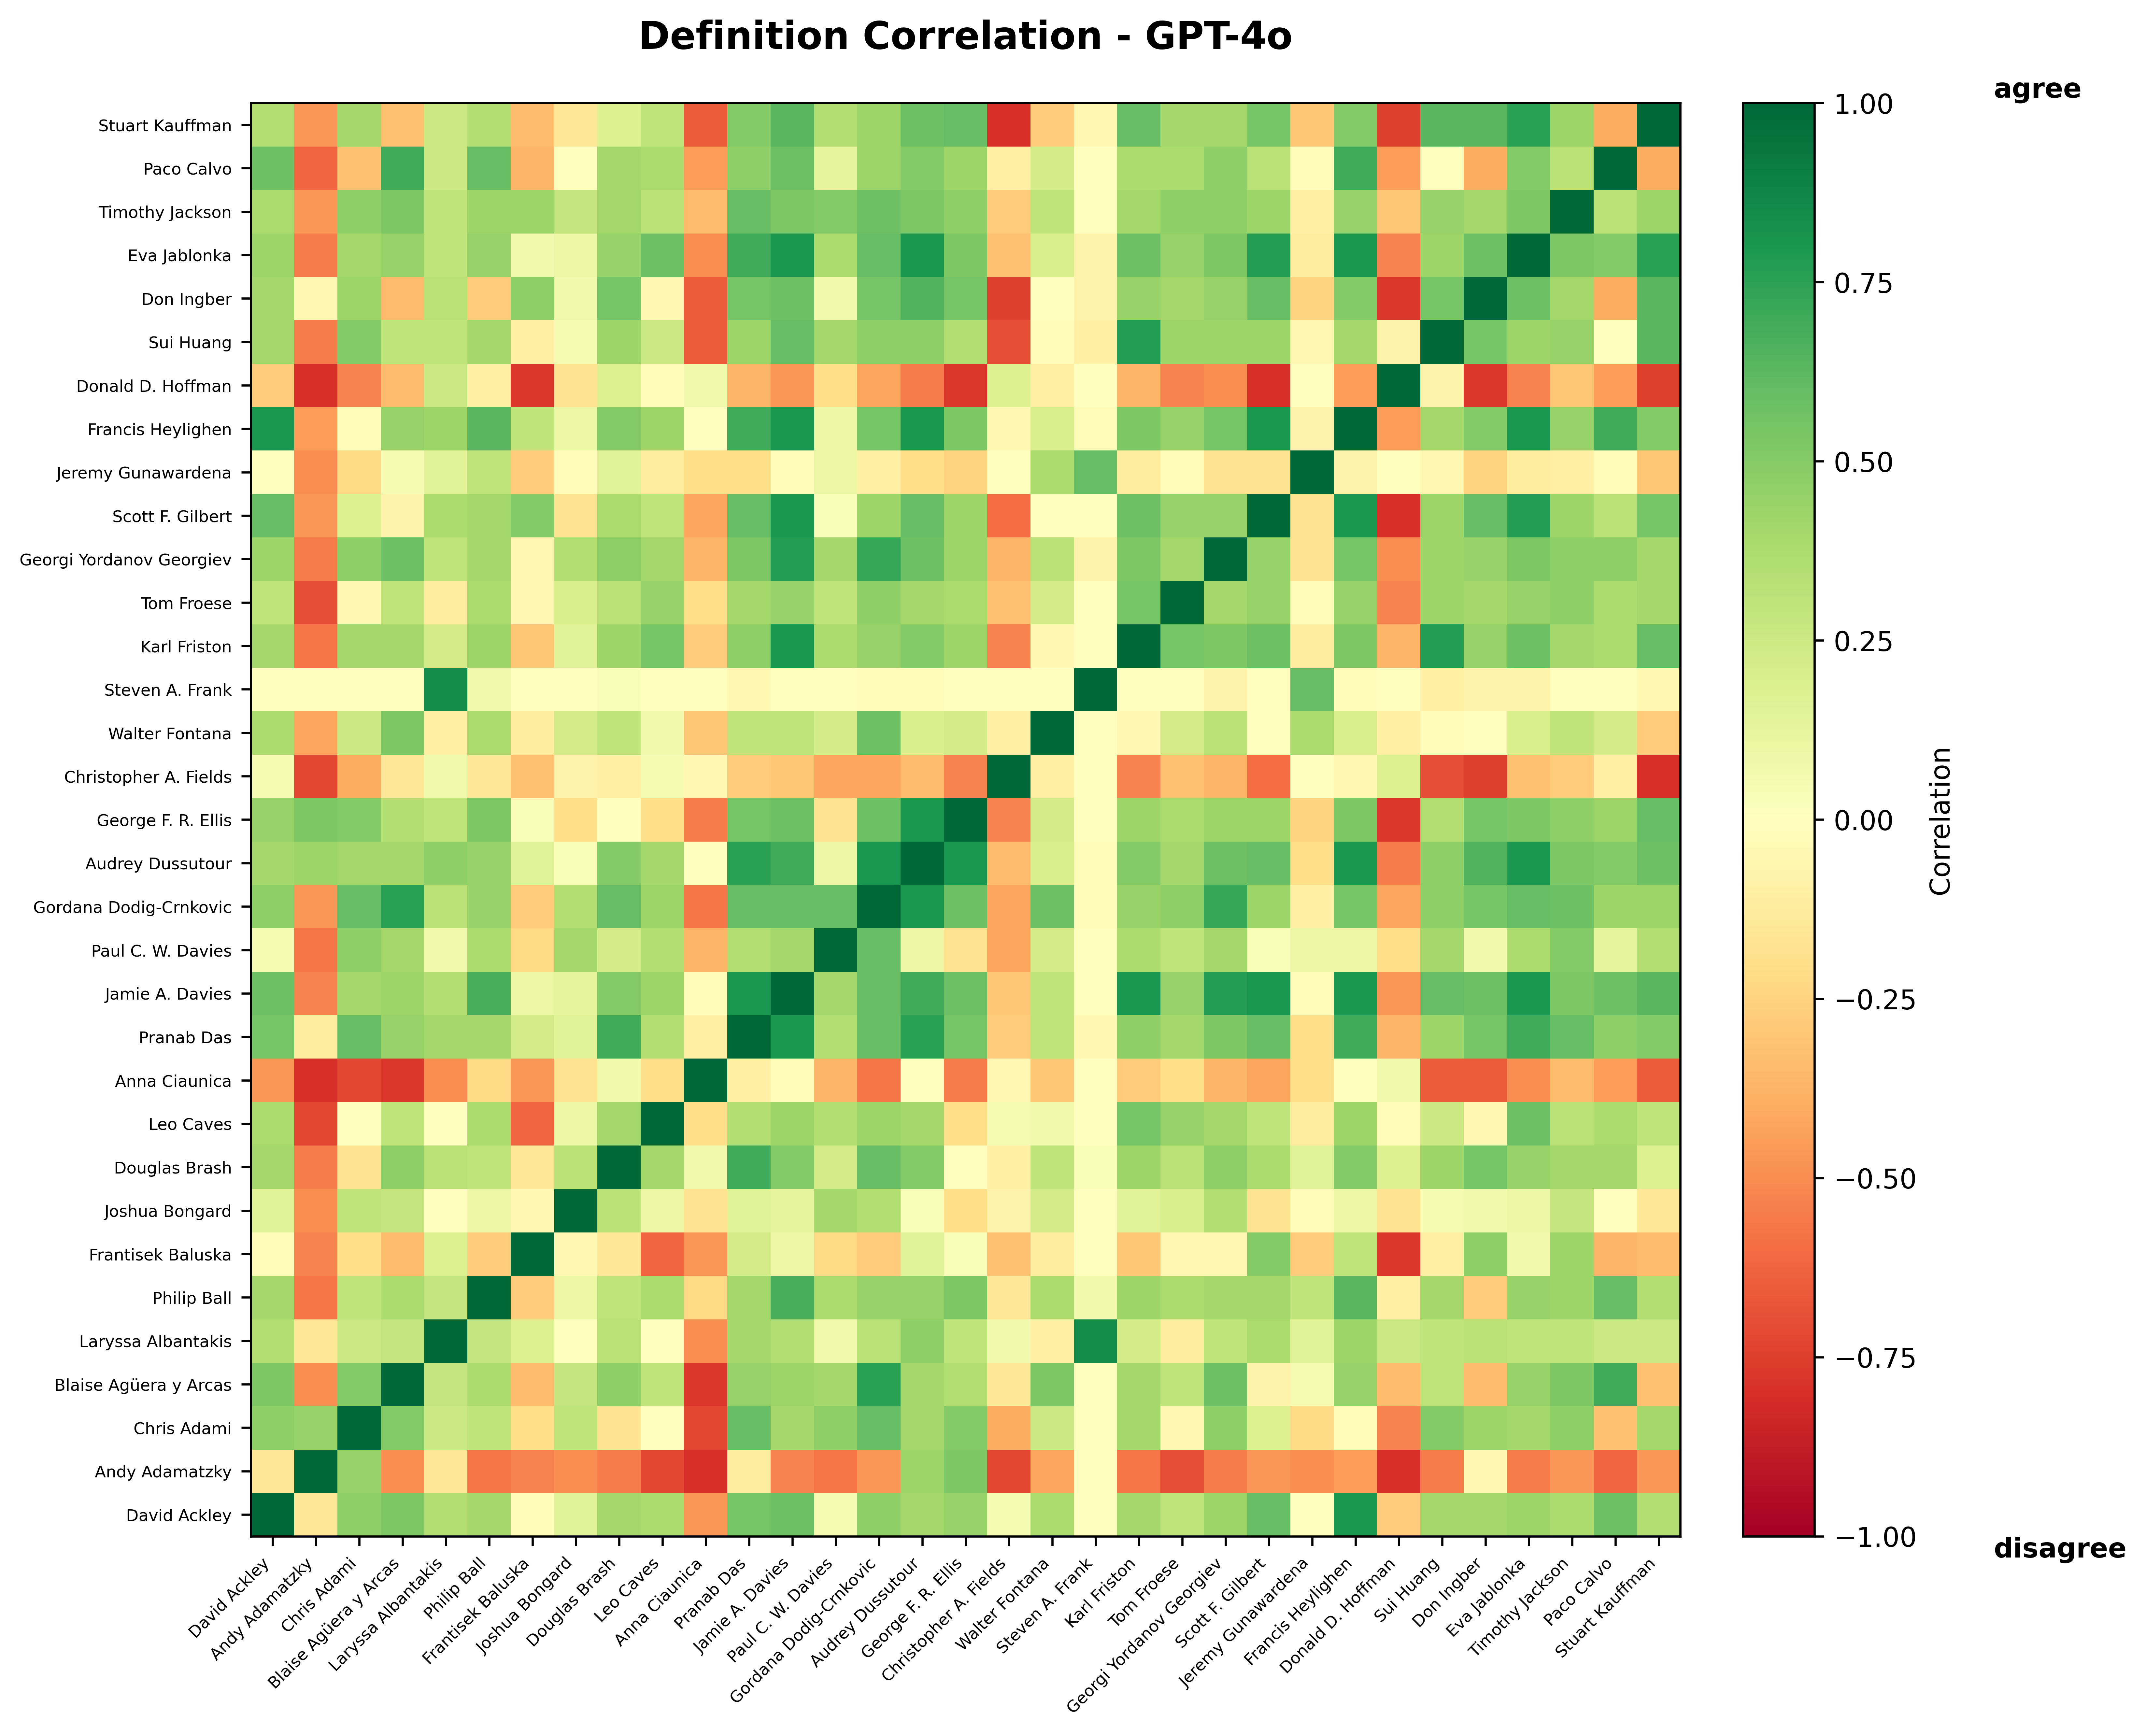 Definition Correlation - GPT-4o
agree
Stuart Kauffman
Paco Calvo
Timothy Jackson
Eva Jablonka
Don Ingber
Sui Huang
Donald D. Hoffman
Francis Heylighen
Jeremy Gunawardena
Scott F. Gilbert
Georgi Yordanov Georgiev
Tom Froese
Karl Friston
Steven A. Frank
Walter Fontana
Christopher A. Fields
George F. R. Ellis
Audrey Dussutour
Gordana Dodig-Crnkovic
Paul C. W. Davies
Jamie A. Davies
Pranab Das
Anna Ciaunica
Leo Caves
Douglas Brash
Joshua Bongard
Frantisek Baluska
Philip Ball
Laryssa Albantakis
Blaise Agüera y Arcas
Chris Adami
Andy Adamatzky
David Ackley
David Ackley
Andy Adamatzky
Chris Adami
Blaise Agüera y Arcas
Laryssa Albantakis
Philip Ball
Frantisek Baluska
Joshua Bongard
Douglas Brash
Leo Caves
Anna Ciaunica
Pranab Das
Jamie A. Davies
Paul C. W. Davies
Gordana Dodig-Crnkovic
Audrey Dussutour
George F. R. Ellis
Christopher A. Fields
Walter Fontana
Steven A. Frank
Karl Friston
Tom Froese
Georgi Yordanov Georgiev
Scott F. Gilbert
Jeremy Gunawardena
Francis Heylighen
Donald D. Hoffman
Sui Huang
Don Ingber
Eva Jablonka
Timothy Jackson
Paco Calvo
Stuart Kauffman
1.00
0.75
0.50
0.25
0.00
−0.25
−0.50
−0.75
−1.00
Correlation
disagree